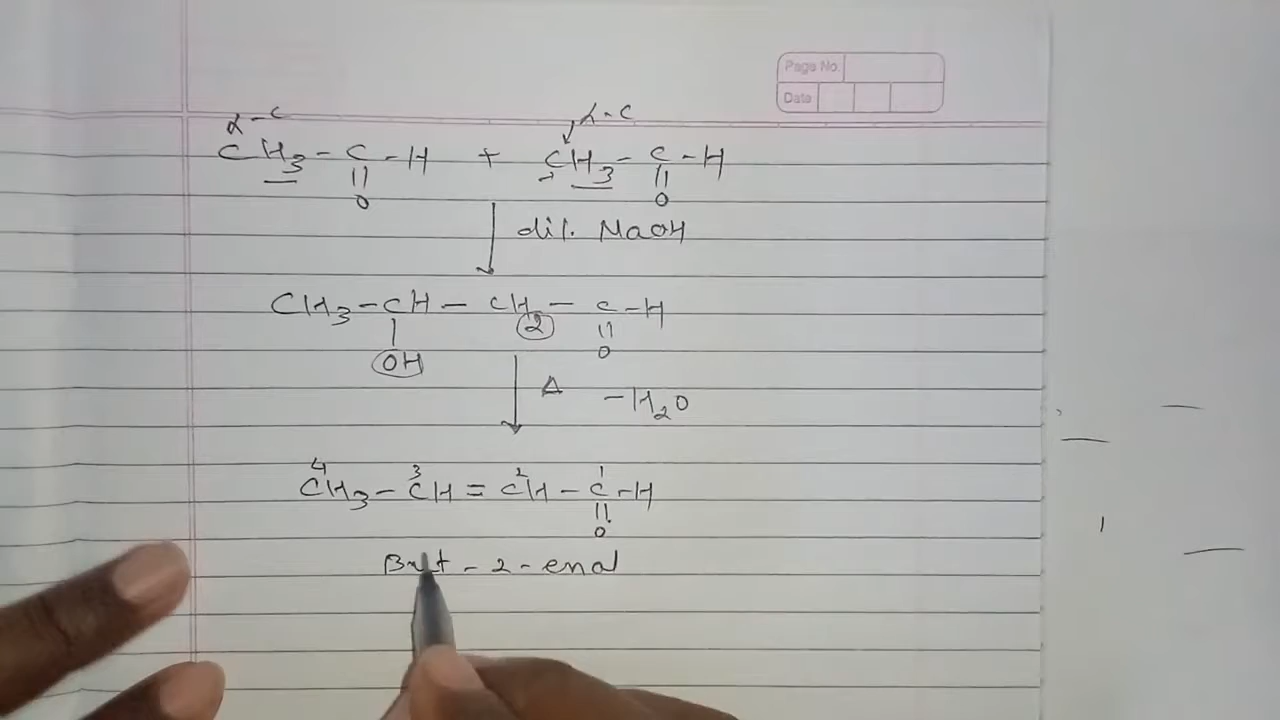 Page No.
Date
α-C α-C
CH3-C-H + CH3-C-H
O O
dil. NaOH
CH3-CH-CH2-C-H
OH O
Δ -H2O
4 3 2 1
CH3-CH=CH-C-H
O
But-2-enal